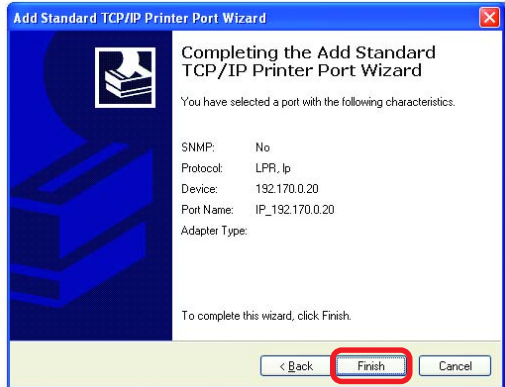 Add Standard TCP/IP Printer Port Wizard
Completing the Add Standard
TCP/IP Printer Port Wizard
You have selected a port with the following characteristics.
SNMP: No
Protocol: LPR, lp
Device: 192.170.0.20
Port Name: IP_192.170.0.20
Adapter Type:
To complete this wizard, click Finish.
< Back Finish Cancel